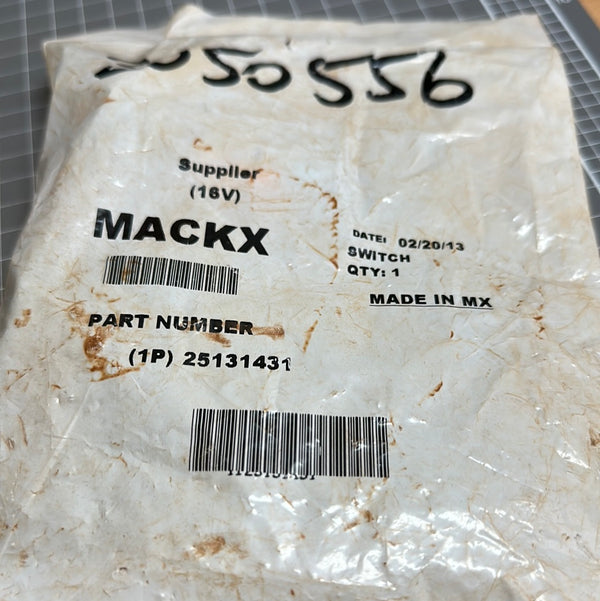 50556
Supplier
(16V)
MACKX
DATE: 02/20/13
SWITCH
QTY: 1
MADE IN MX
PART NUMBER
(1P) 25131431